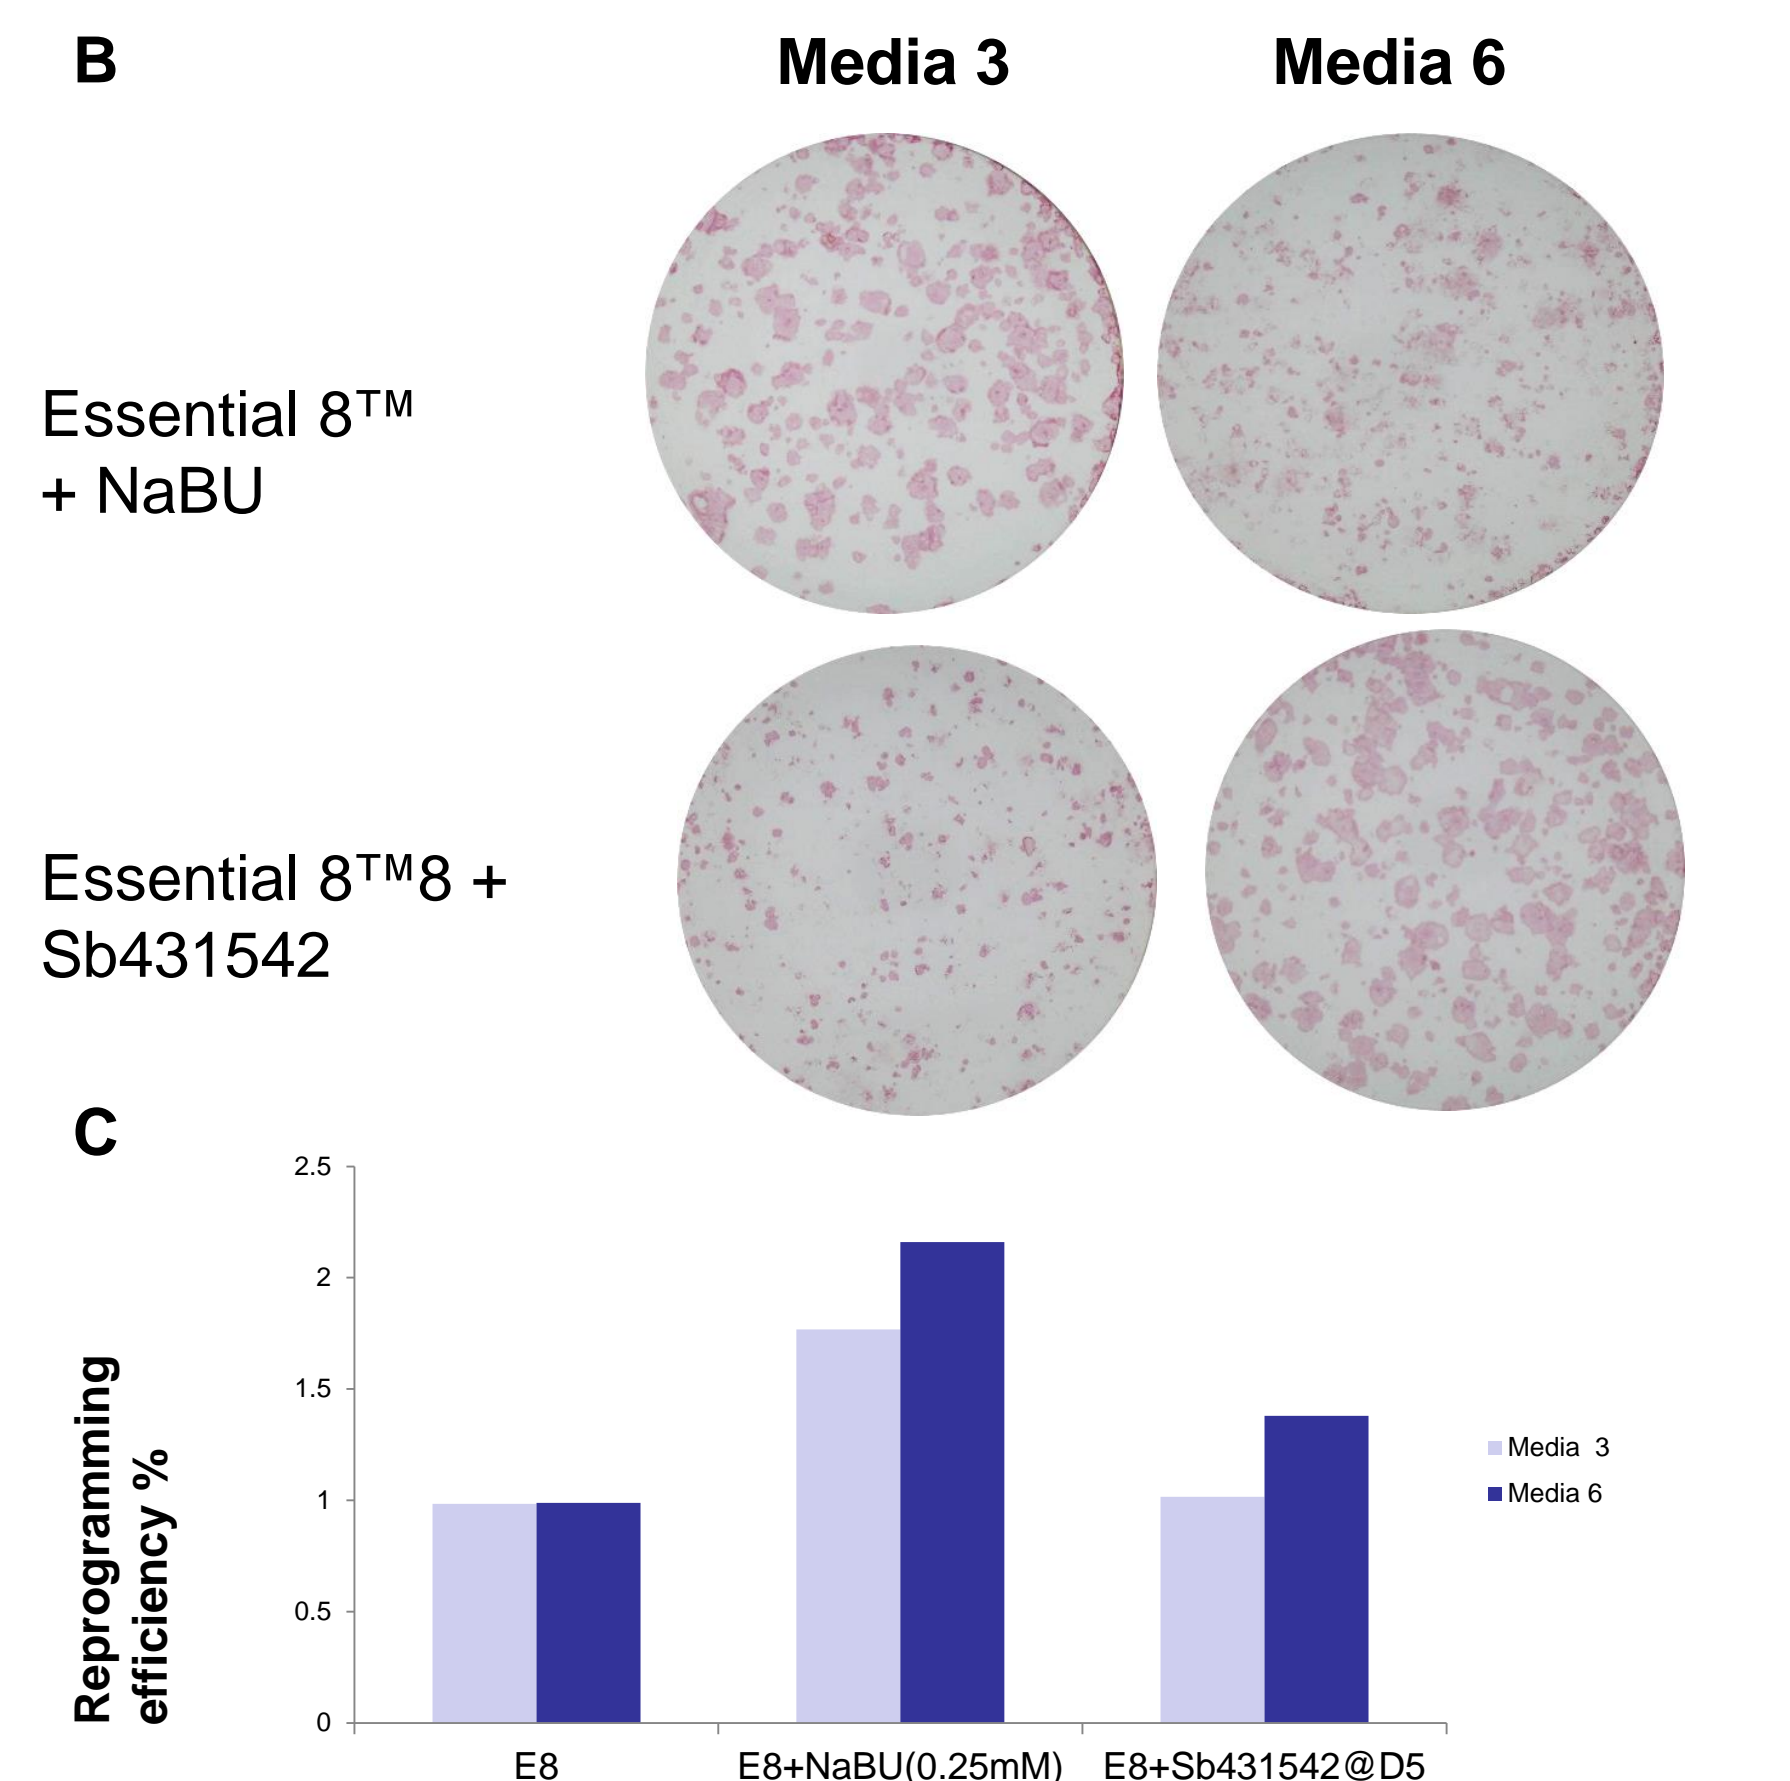 B
Media 3
Media 6
Essential 8™
+ NaBU
Essential 8™8 +
Sb431542
C
Reprogramming
efficiency %
2.5
2
1.5
1
0.5
0
E8
E8+NaBU(0.25mM)
E8+Sb431542@D5
Media 3
Media 6